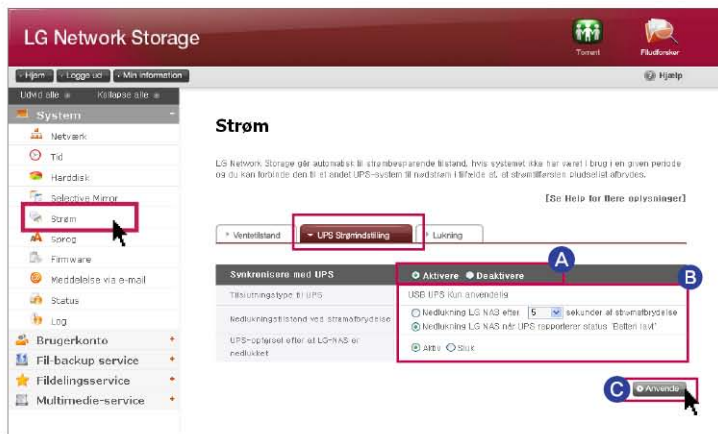 LG Network Storage
Torrent
Filudforsker
Hjem
Logge ud
Min information
Hjælp
Udvid alle
Kollapse alle
System
Netværk
Tid
Harddisk
Selective Mirror
Strøm
Sprog
Firmware
Meddelelse via e-mail
Status
Log
Brugerkonto
Fil-backup service
Fildelingsservice
Multimedie-service
Strøm
LG Network Storage går automatisk til strømbesparende tilstand, hvis systemet ikke har været i brug i en given periode
og du kan forbinde den til et andet UPS-system til nødstrøm i tilfælde af, at strømtilførslen pludseligt afbrydes.
[Se Help for flere oplysninger]
Ventetilstand
UPS Strømindstilling
Lukning
A
Synkronisere med UPS
Aktivere Deaktivere
B
Tilslutningstype til UPS
USB UPS Kun anvendelig
Nedlukningstilstand ved strømafbrydelse
Nedlukning LG NAS efter 5 sekunder af strømafbrydelse
Nedlukning LG NAS når UPS rapporterer status "Batteri lavt"
UPS-opførsel efter at LG-NAS er
nedlukket
Aktiv Sluk
C
Anvende